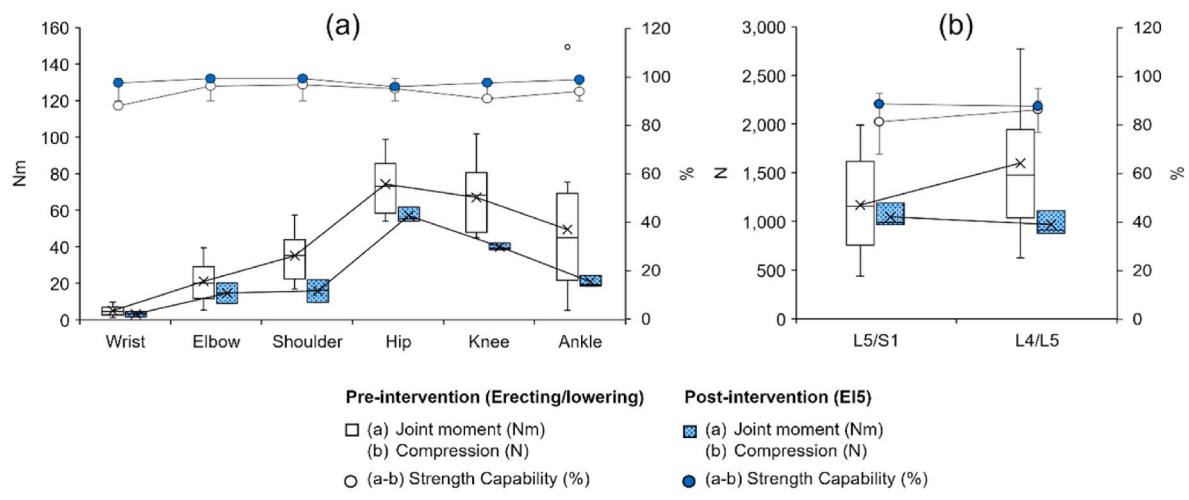 (a)
160
140
120
100
80
60
40
20
0
Nm
120
100
80
60
40
20
0
%
Wrist Elbow Shoulder Hip Knee Ankle
(b)
3,000
2,500
2,000
1,500
1,000
500
0
N
120
100
80
60
40
20
0
%
L5/S1 L4/L5
Pre-intervention (Erecting/lowering)
(a) Joint moment (Nm)
(b) Compression (N)
(a-b) Strength Capability (%)
Post-intervention (EI5)
(a) Joint moment (Nm)
(b) Compression (N)
(a-b) Strength Capability (%)